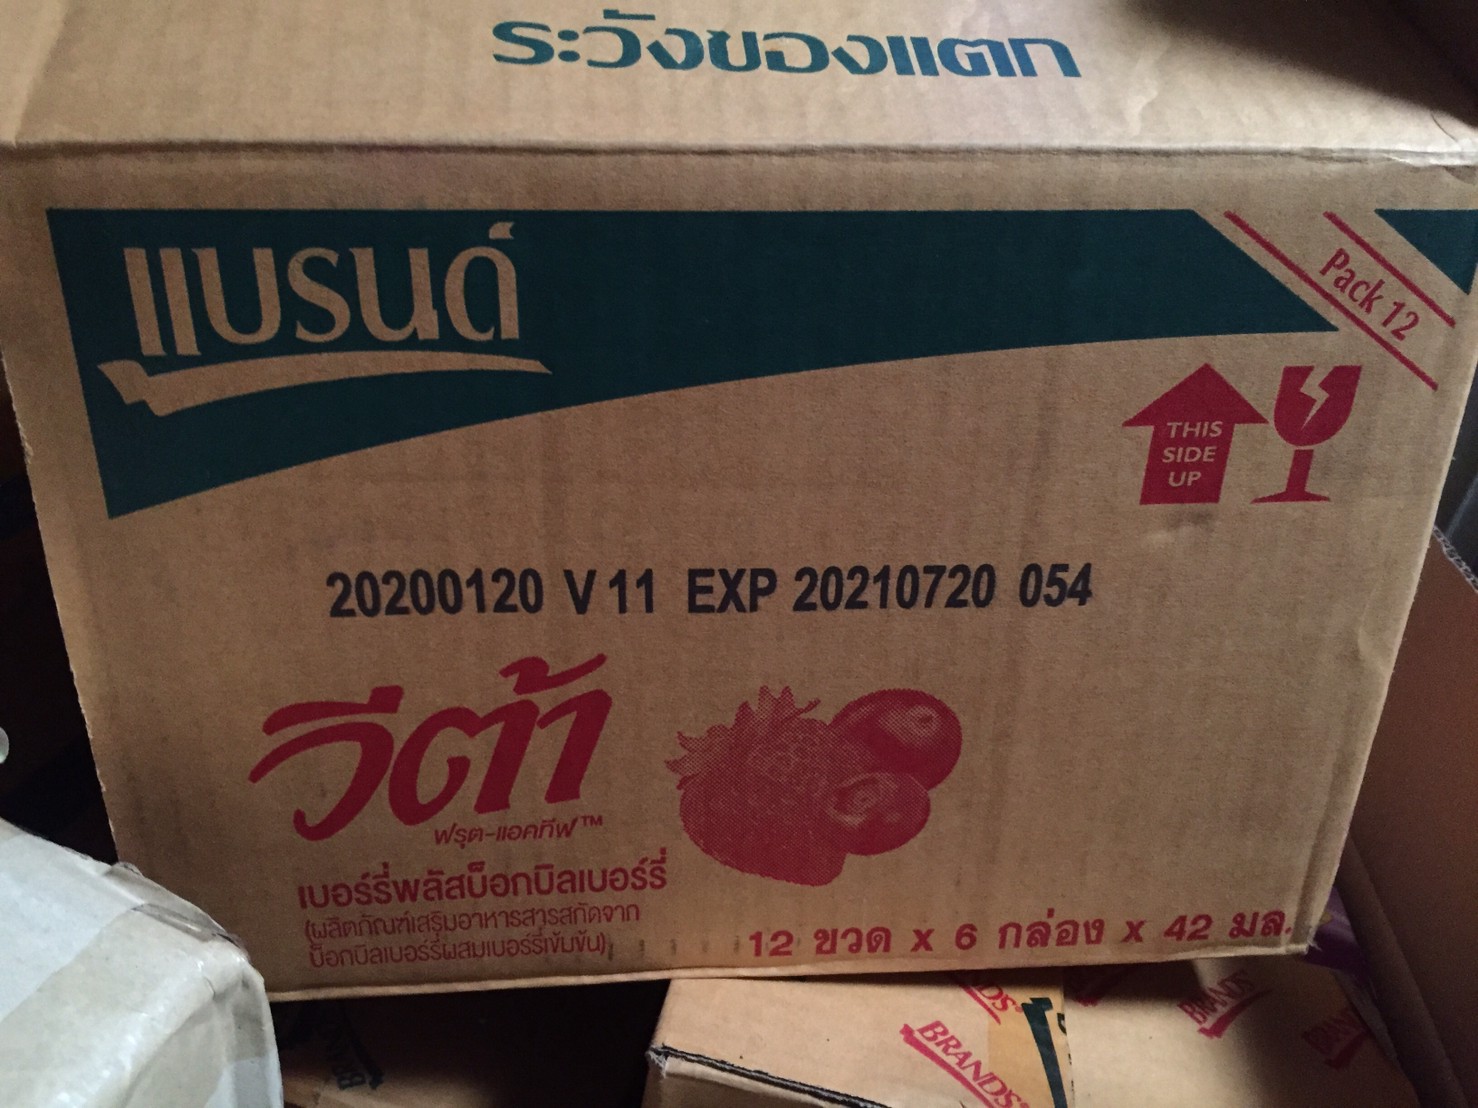 ระวังของแตก
แบรนด์
Pack 12
THIS
SIDE
UP
20200120 V 11 EXP 20210720 054
วีต้า
ฟรุต-แอคทีฟ™
เบอร์รี่พลัสบ็อกบิลเบอร์รี่
(ผลิตภัณฑ์เสริมอาหารสารสกัดจาก
บ็อกบิลเบอร์รี่ผสมเบอร์รี่เข้มข้น)
12 ขวด x 6 กล่อง x 42 มล.
BRAND'S
BRAND'S